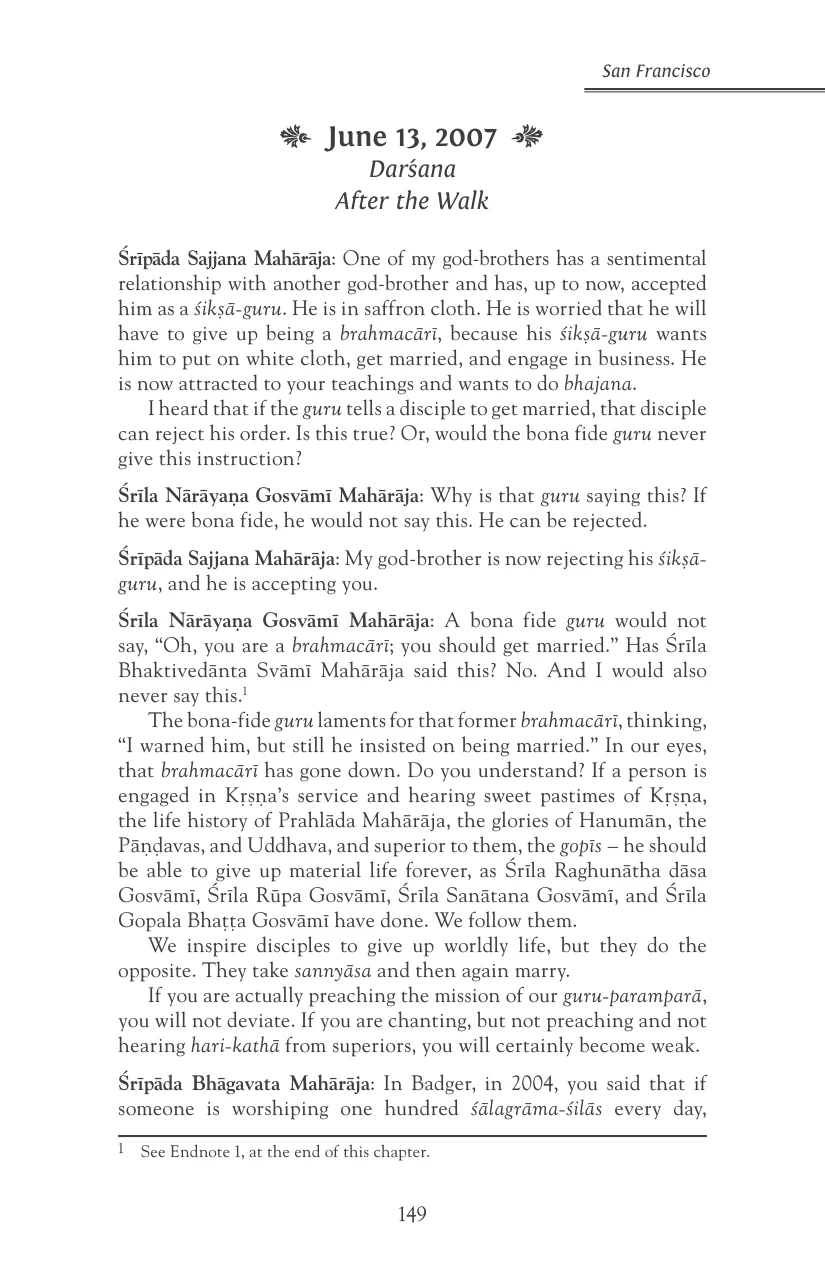 San Francisco
June 13, 2007
Darśana
After the Walk
Śrīpāda Sajjana Mahārāja: One of my god-brothers has a sentimental
relationship with another god-brother and has, up to now, accepted
him as a śikṣā-guru. He is in saffron cloth. He is worried that he will
have to give up being a brahmacārī, because his śikṣā-guru wants
him to put on white cloth, get married, and engage in business. He
is now attracted to your teachings and wants to do bhajana.
I heard that if the guru tells a disciple to get married, that disciple
can reject his order. Is this true? Or, would the bona fide guru never
give this instruction?
Śrīla Nārāyaṇa Gosvāmī Mahārāja: Why is that guru saying this? If
he were bona fide, he would not say this. He can be rejected.
Śrīpāda Sajjana Mahārāja: My god-brother is now rejecting his śikṣā-
guru, and he is accepting you.
Śrīla Nārāyaṇa Gosvāmī Mahārāja: A bona fide guru would not
say, “Oh, you are a brahmacārī; you should get married.” Has Śrīla
Bhaktivedānta Svāmī Mahārāja said this? No. And I would also
never say this.1
The bona-fide guru laments for that former brahmacārī, thinking,
“I warned him, but still he insisted on being married.” In our eyes,
that brahmacārī has gone down. Do you understand? If a person is
engaged in Kṛṣṇa’s service and hearing sweet pastimes of Kṛṣṇa,
the life history of Prahlāda Mahārāja, the glories of Hanumān, the
Pāṇḍavas, and Uddhava, and superior to them, the gopīs – he should
be able to give up material life forever, as Śrīla Raghunātha dāsa
Gosvāmī, Śrīla Rūpa Gosvāmī, Śrīla Sanātana Gosvāmī, and Śrīla
Gopala Bhaṭṭa Gosvāmī have done. We follow them.
We inspire disciples to give up worldly life, but they do the
opposite. They take sannyāsa and then again marry.
If you are actually preaching the mission of our guru-paramparā,
you will not deviate. If you are chanting, but not preaching and not
hearing hari-kathā from superiors, you will certainly become weak.
Śrīpāda Bhāgavata Mahārāja: In Badger, in 2004, you said that if
someone is worshiping one hundred śālagrāma-śilās every day,
1 See Endnote 1, at the end of this chapter.
149